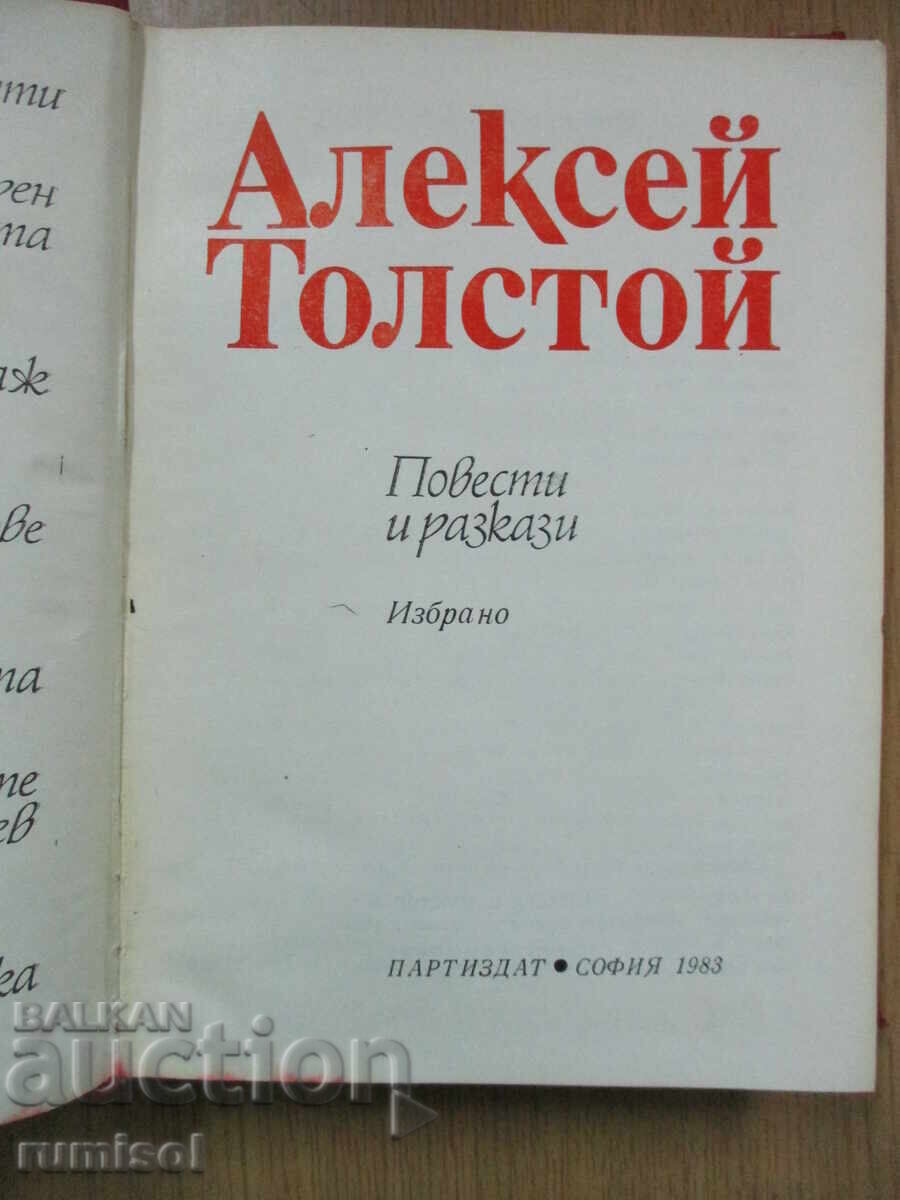 Алексей
Толстой
Повести
и разкази
Избрано
ПАРТИЗДАТ ● СОФИЯ 1983
BALKAN
auction
rumisol